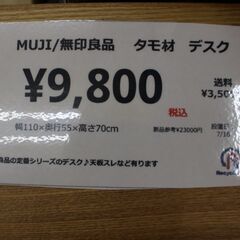 MUJI/無印良品　タモ材　デスク
¥9,800
税込
送料
¥3,50
幅110×奥行55×高さ70cm
新品参考¥23000円
設置日
7/16
良品の定番シリーズのデスク♪天板スレなど有ります
Recycle